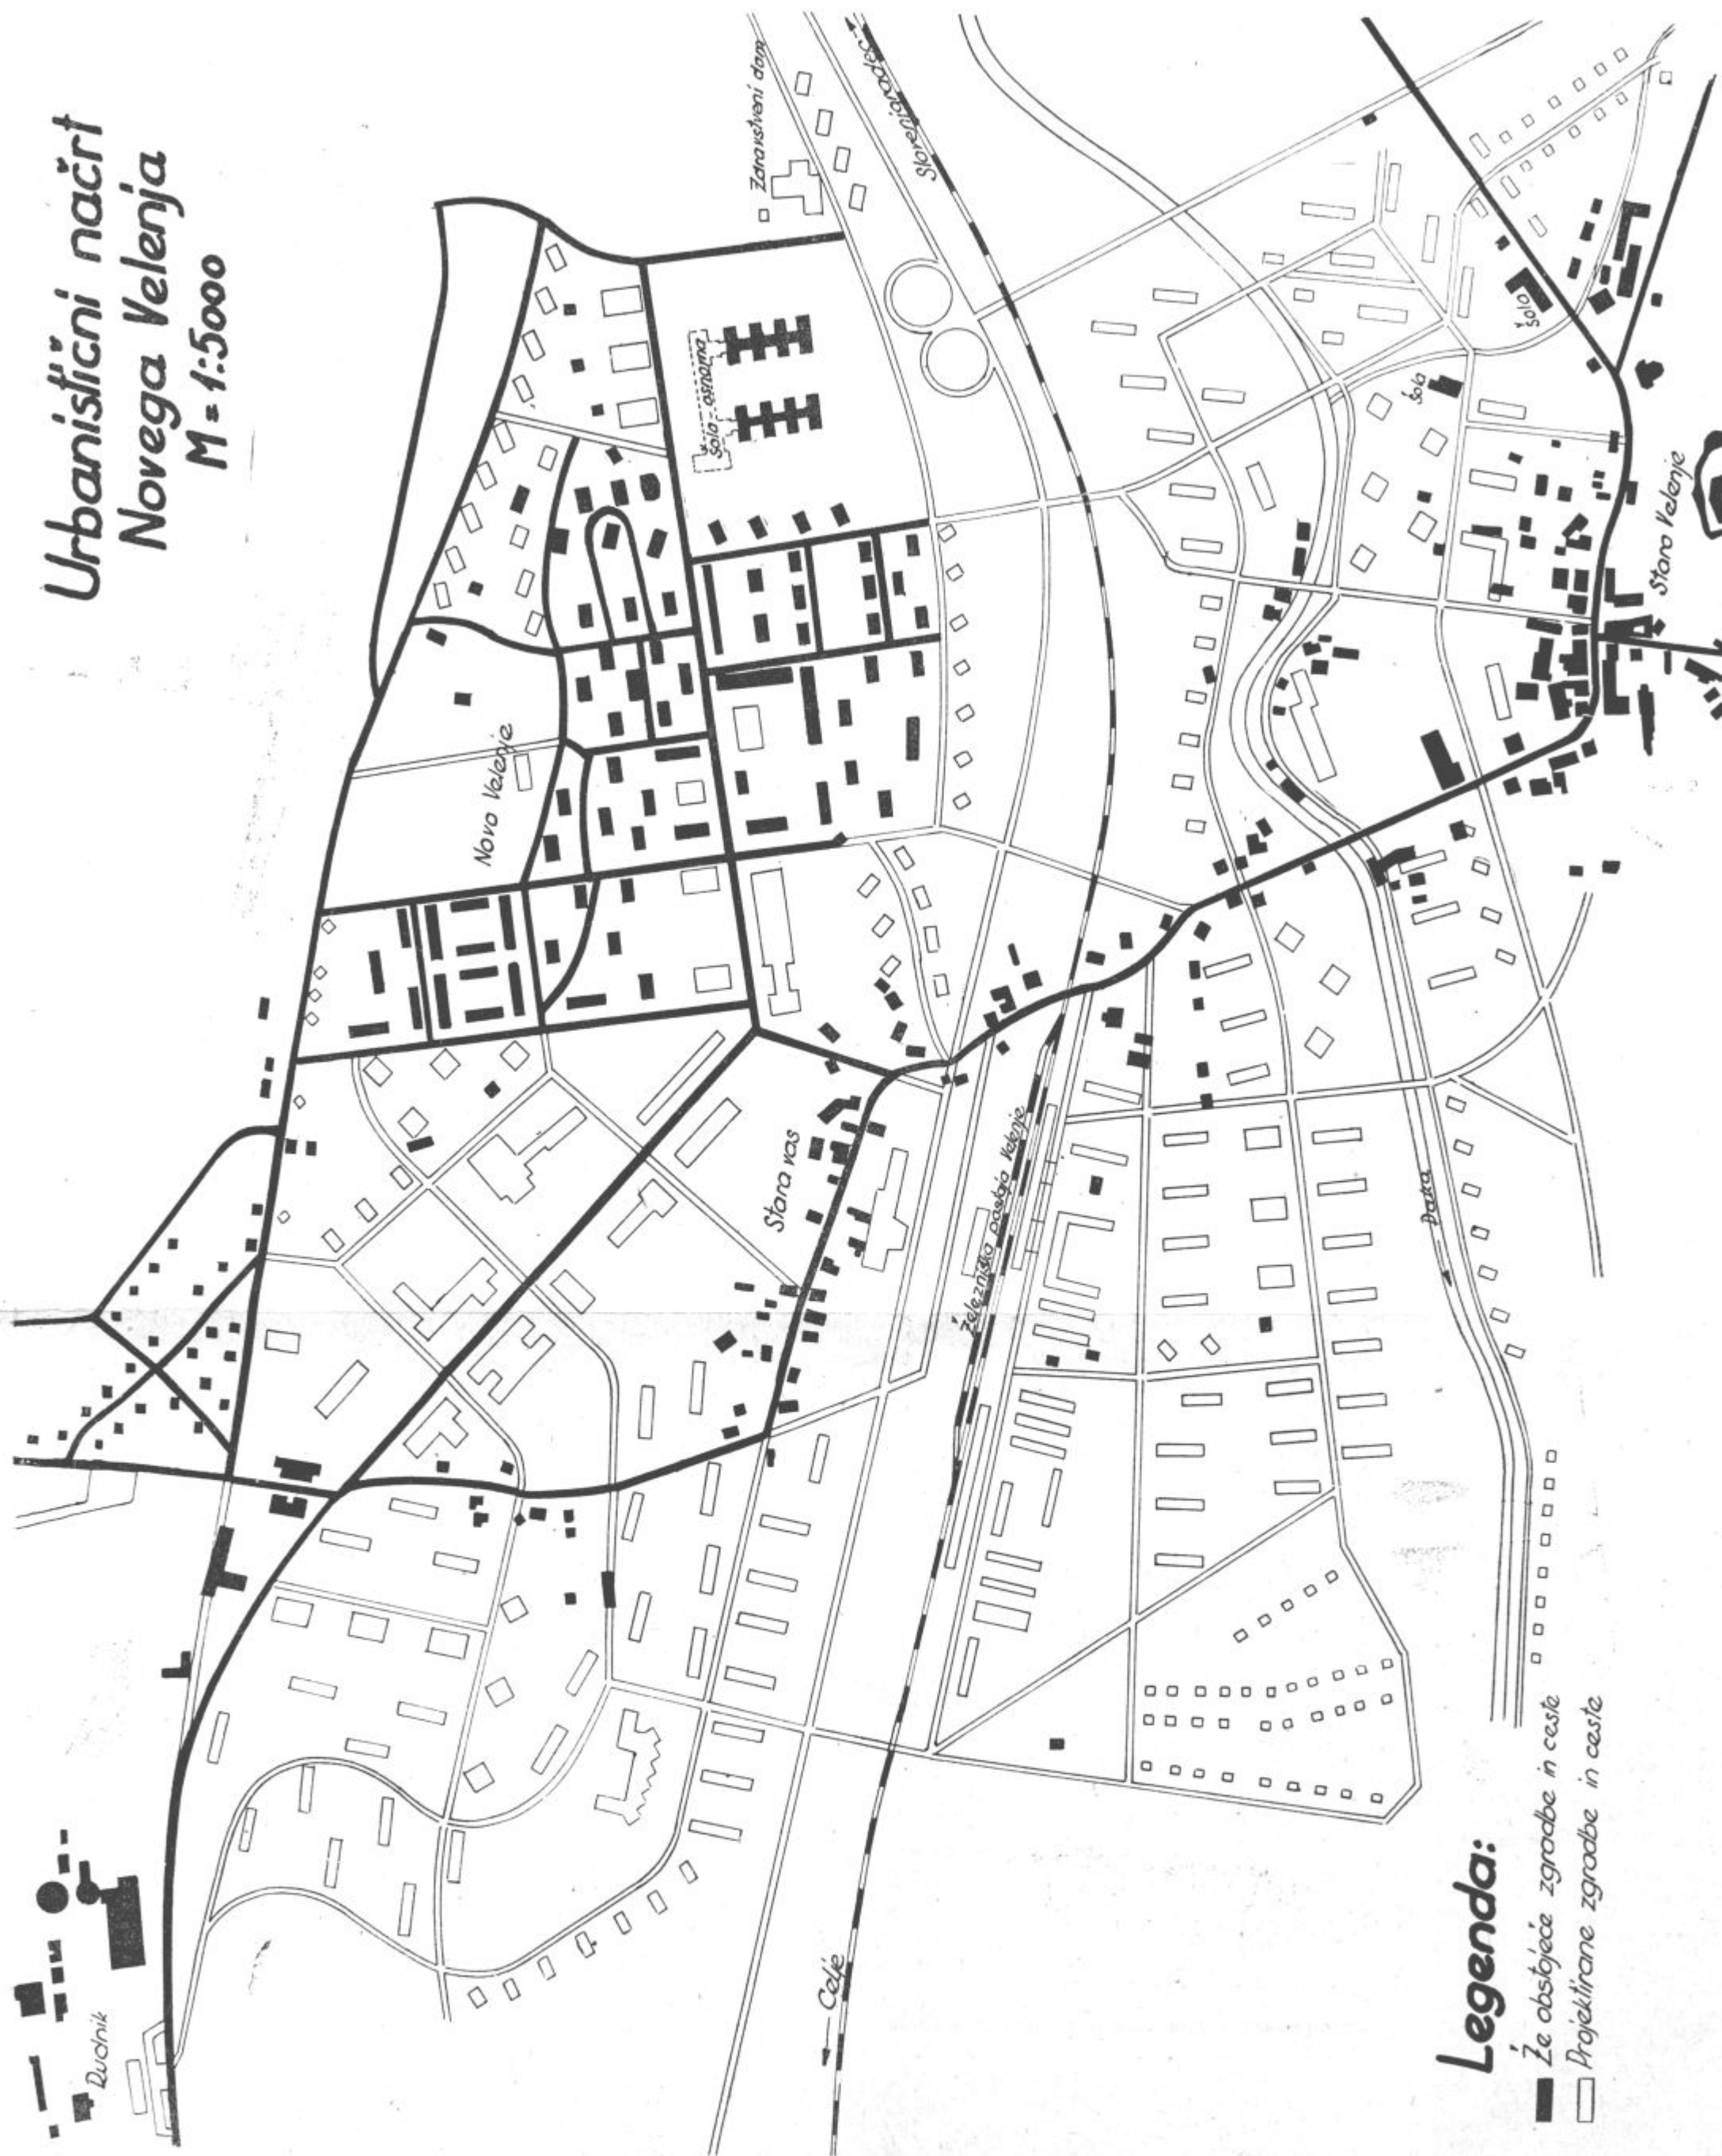 Urbanistični načrt
Novega Velenja
M = 1:5000
Zdravstveni dom
Slovenjgradec
Šola - osnovna
Šola
Šola
Novo Velenje
Staro Velenje
Stara vas
Železniška postaja Velenje
Paka
Rudnik
Celje
Legenda:
Že obstoječe zgradbe in ceste
Projektirane zgradbe in ceste